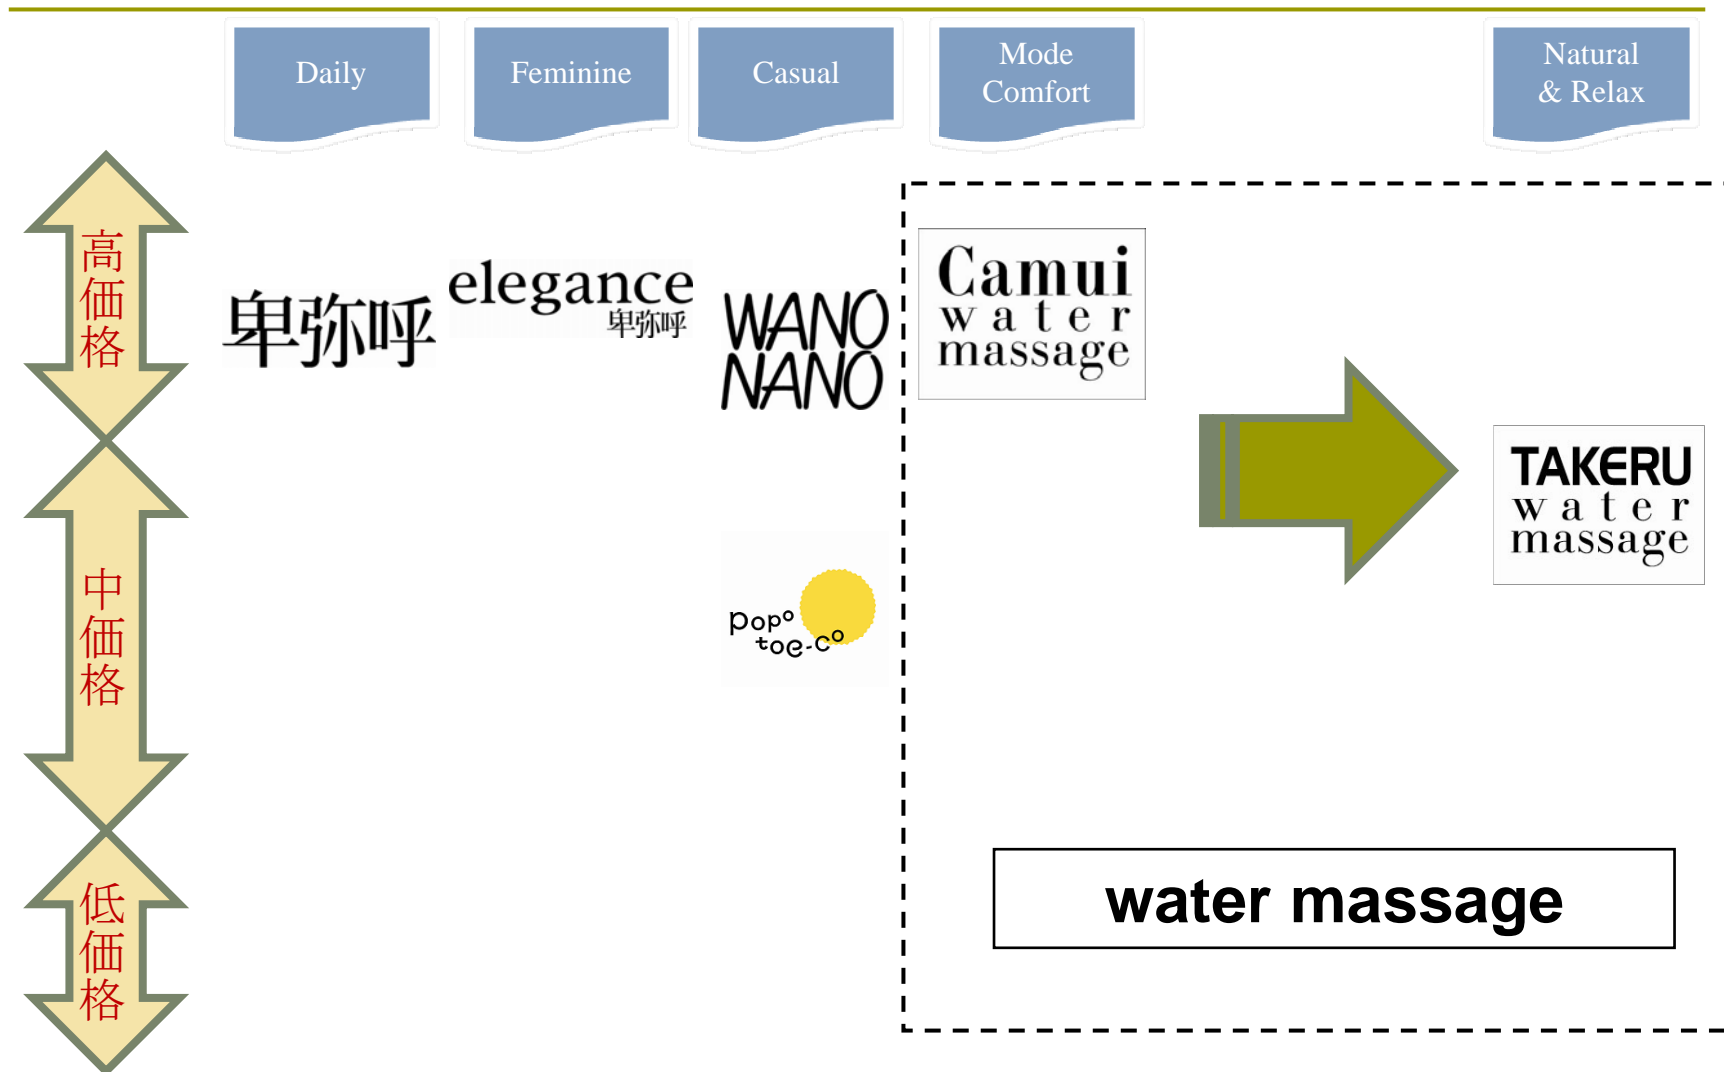 Daily
Feminine
Casual
Mode
Comfort
Natural
& Relax
高価格
卑弥呼
elegance
卑弥呼
WANO
NANO
Camui
water
massage
TAKERU
water
massage
中価格
popo
toe-co
低価格
water massage